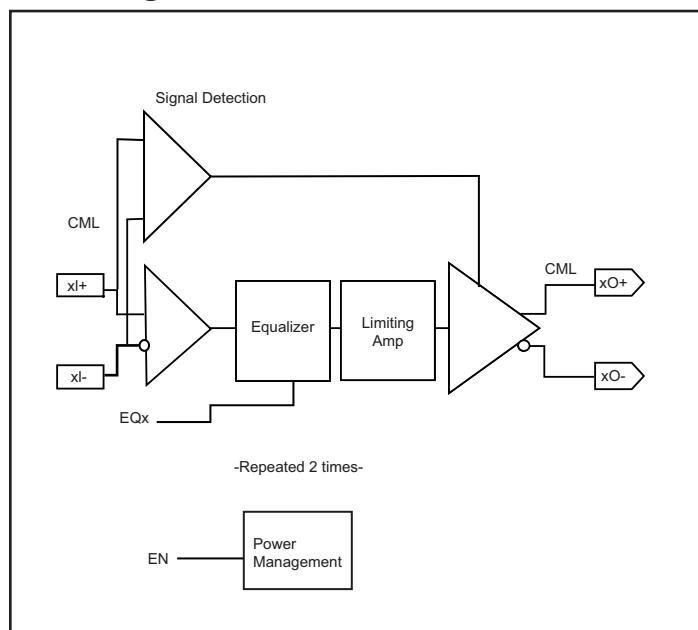 Signal Detection
CML
xI+
xI-
Equalizer
Limiting
Amp
CML
xO+
xO-
EQx
-Repeated 2 times-
EN
Power
Management